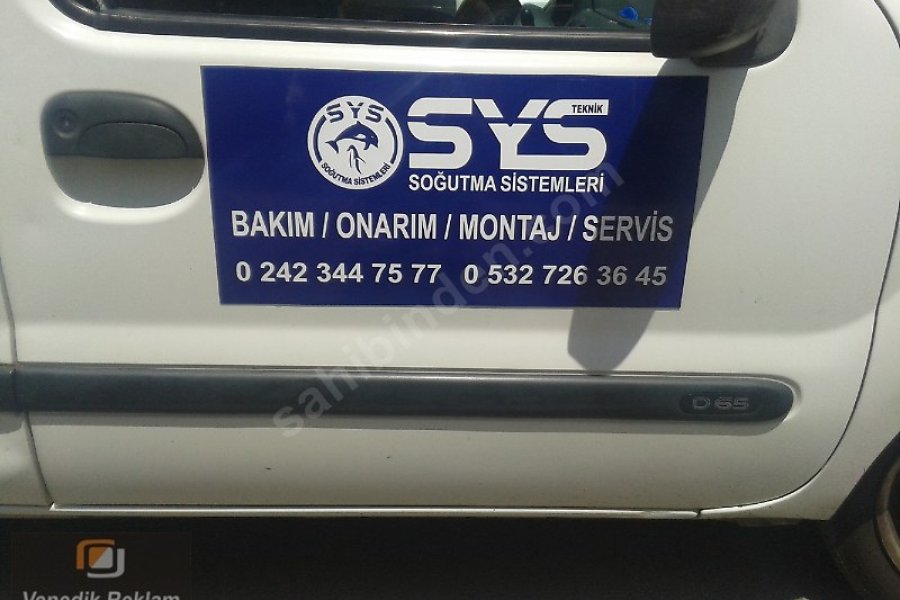 SYS
SOĞUTMA SİSTEMLERİ
SYS TEKNİK
SOĞUTMA SİSTEMLERİ
BAKIM / ONARIM / MONTAJ / SERVİS
0 242 344 75 77 0 532 726 36 45
sahibinden.com
D 65
Venedik Reklam